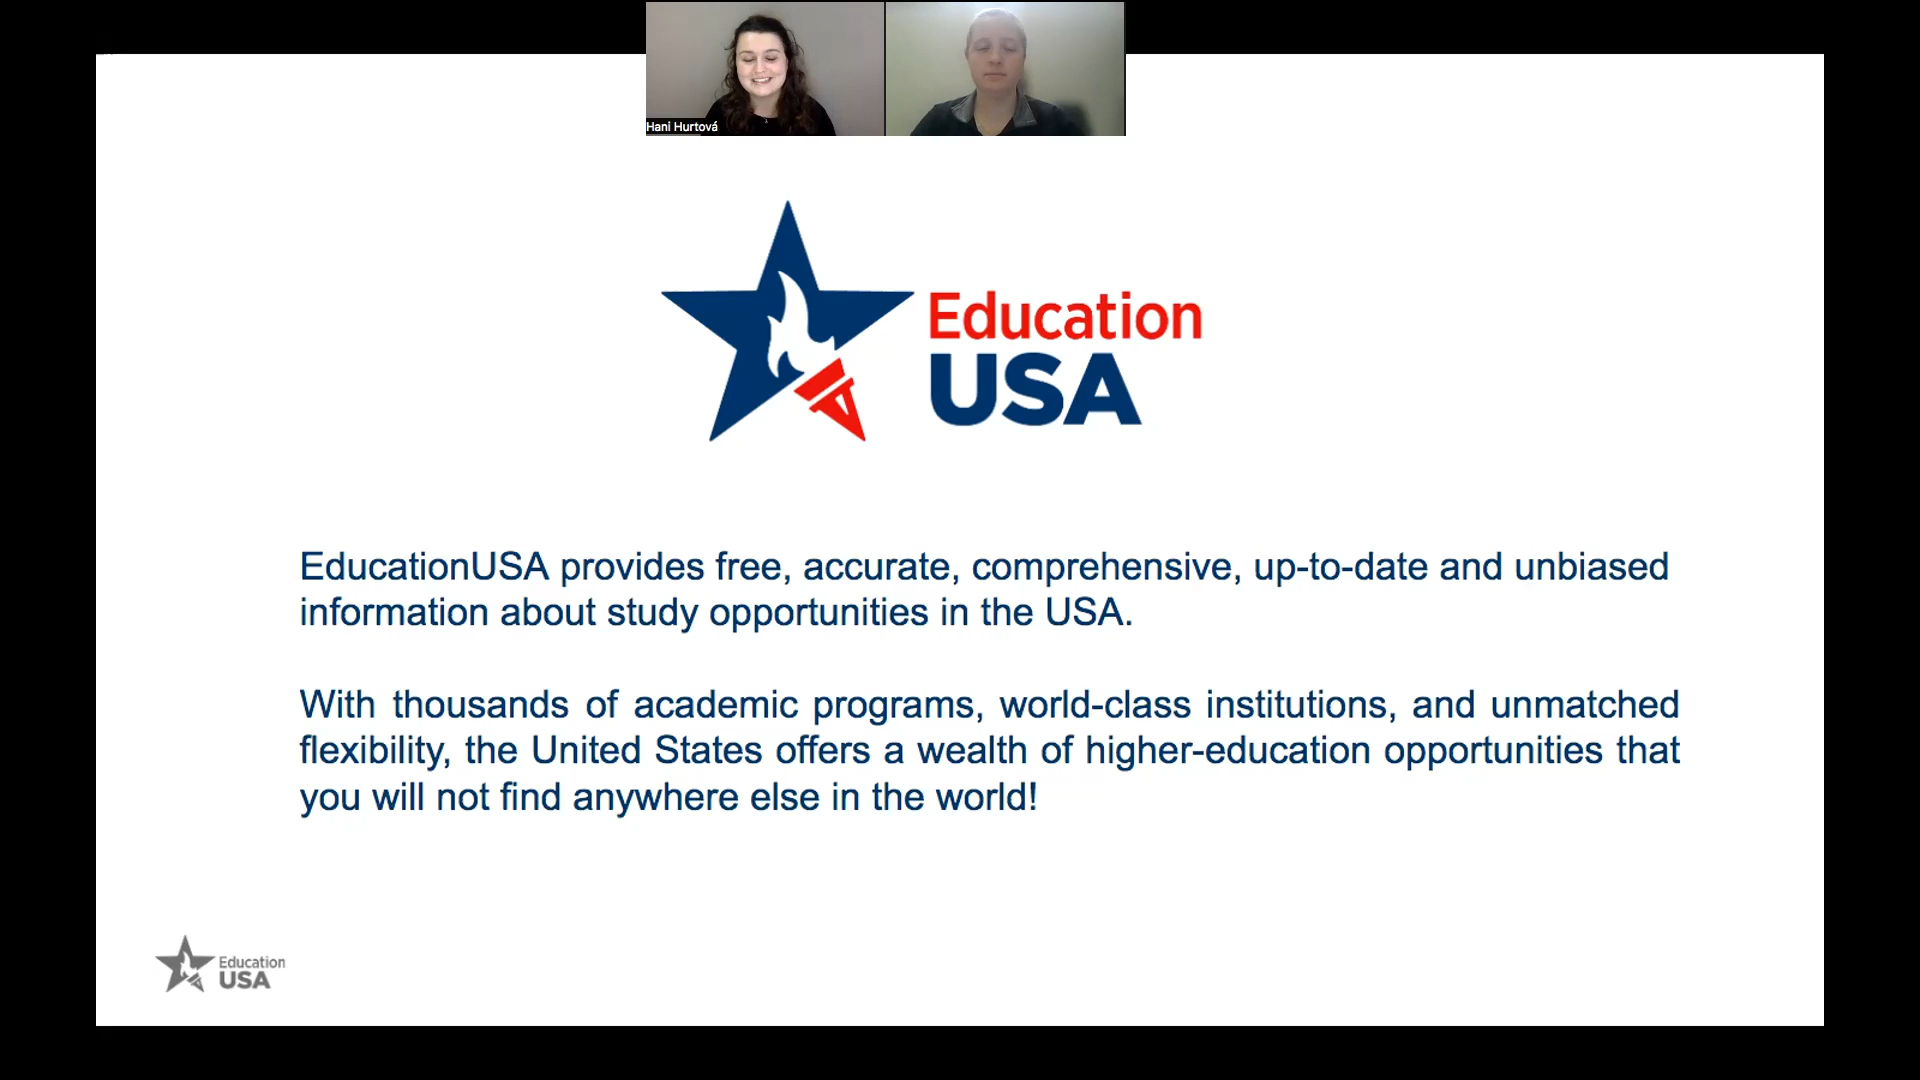 Hani Hurtová
Education
USA
EducationUSA provides free, accurate, comprehensive, up-to-date and unbiased
information about study opportunities in the USA.
With thousands of academic programs, world-class institutions, and unmatched
flexibility, the United States offers a wealth of higher-education opportunities that
you will not find anywhere else in the world!
Education
USA